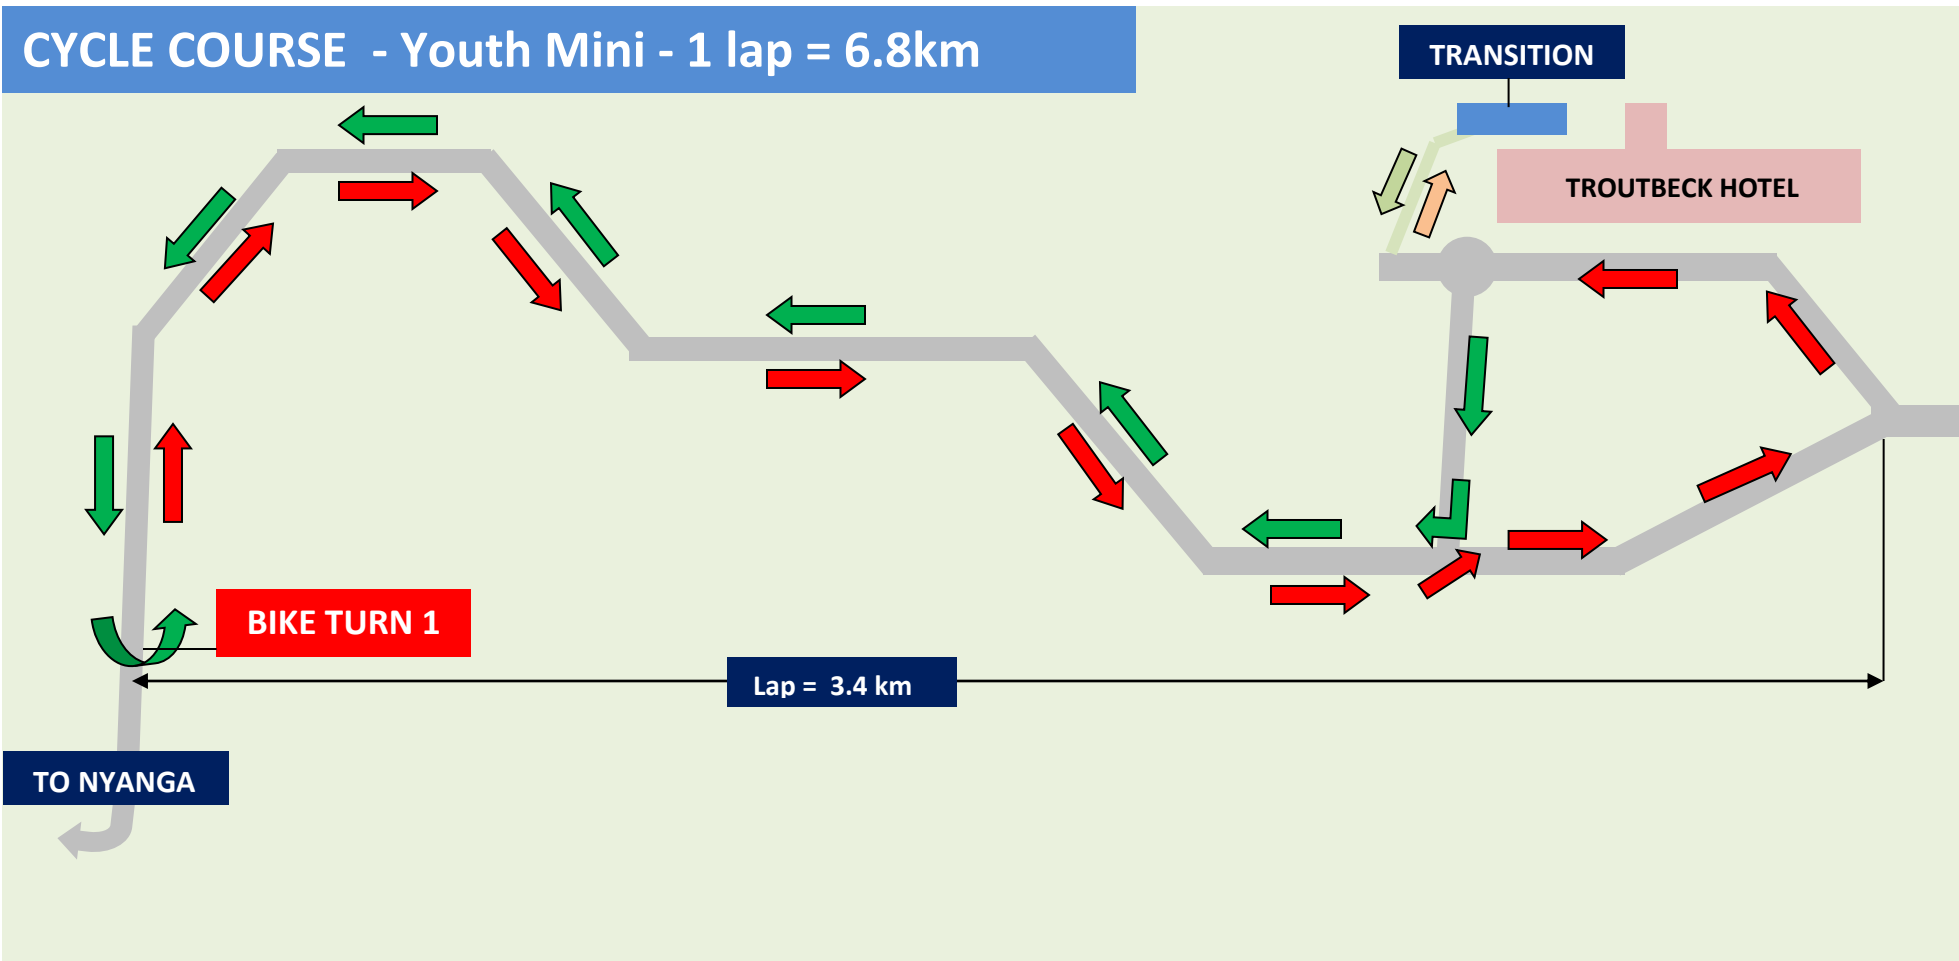 CYCLE COURSE  - Youth Mini - 1 lap = 6.8km
TRANSITION
TROUTBECK HOTEL
BIKE TURN 1
Lap =  3.4 km
TO NYANGA